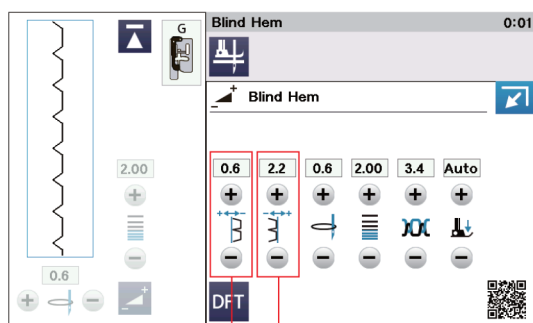 G
2.00
0.6
Blind Hem 0:01
Blind Hem
0.6 2.2 0.6 2.00 3.4 Auto
DFT